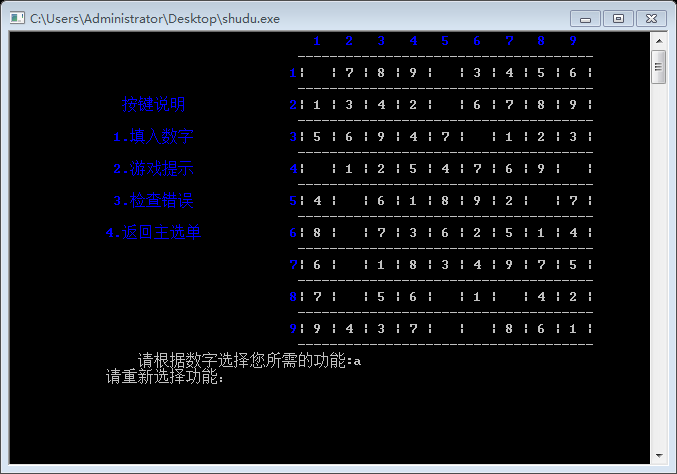 C:\Users\Administrator\Desktop\shudu.exe
1 2 3 4 5 6 7 8 9
1¦ ¦ 7 ¦ 8 ¦ 9 ¦ ¦ 3 ¦ 4 ¦ 5 ¦ 6 ¦
按键说明 2¦ 1 ¦ 3 ¦ 4 ¦ 2 ¦ ¦ 6 ¦ 7 ¦ 8 ¦ 9 ¦
1.填入数字 3¦ 5 ¦ 6 ¦ 9 ¦ 4 ¦ 7 ¦ ¦ 1 ¦ 2 ¦ 3 ¦
2.游戏提示 4¦ ¦ 1 ¦ 2 ¦ 5 ¦ 4 ¦ 7 ¦ 6 ¦ 9 ¦ ¦
3.检查错误 5¦ 4 ¦ ¦ 6 ¦ 1 ¦ 8 ¦ 9 ¦ 2 ¦ ¦ 7 ¦
4.返回主选单 6¦ 8 ¦ ¦ 7 ¦ 3 ¦ 6 ¦ 2 ¦ 5 ¦ 1 ¦ 4 ¦
7¦ 6 ¦ ¦ 1 ¦ 8 ¦ 3 ¦ 4 ¦ 9 ¦ 7 ¦ 5 ¦
8¦ 7 ¦ ¦ 5 ¦ 6 ¦ ¦ 1 ¦ ¦ 4 ¦ 2 ¦
9¦ 9 ¦ 4 ¦ 3 ¦ 7 ¦ ¦ ¦ 8 ¦ 6 ¦ 1 ¦
请根据数字选择您所需的功能:a
请重新选择功能: